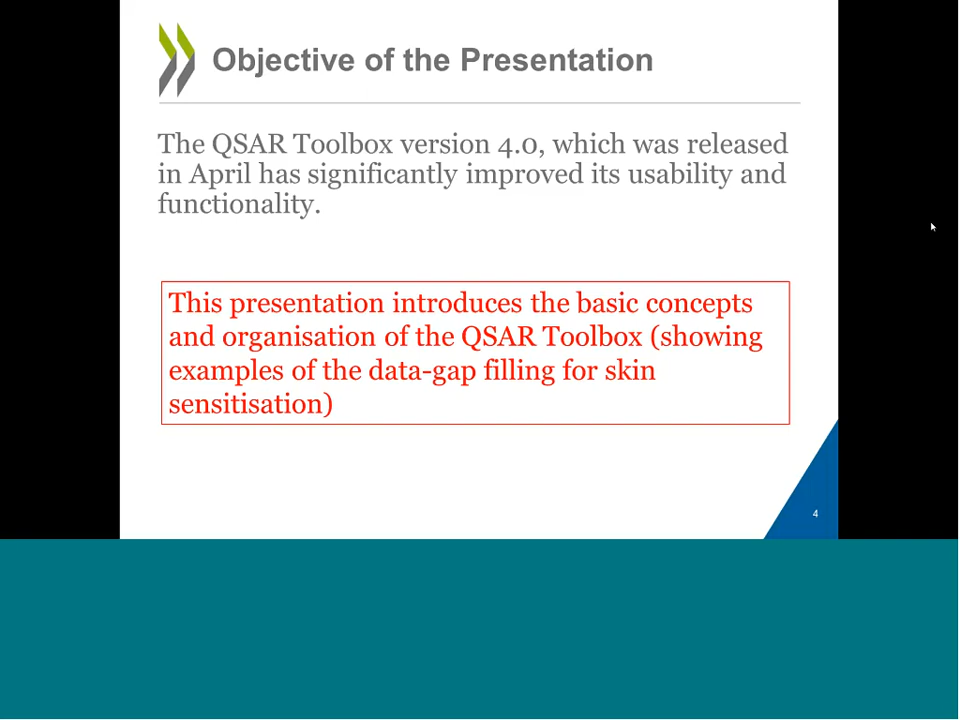 Objective of the Presentation
The QSAR Toolbox version 4.0, which was released
in April has significantly improved its usability and
functionality.
This presentation introduces the basic concepts
and organisation of the QSAR Toolbox (showing
examples of the data-gap filling for skin
sensitisation)
4